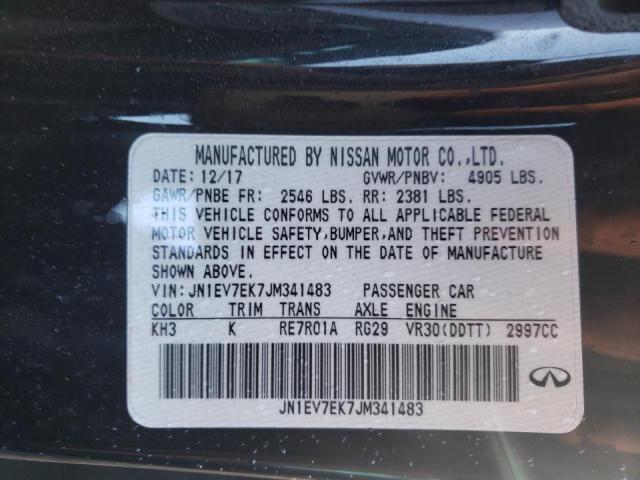 MANUFACTURED BY NISSAN MOTOR CO.,LTD.
DATE: 12/17 GVWR/PNBV: 4905 LBS.
GAWR/PNBE FR: 2546 LBS. RR: 2381 LBS.
THIS VEHICLE CONFORMS TO ALL APPLICABLE FEDERAL
MOTOR VEHICLE SAFETY,BUMPER,AND THEFT PREVENTION
STANDARDS IN EFFECT ON THE DATE OF MANUFACTURE
SHOWN ABOVE.
VIN:JN1EV7EK7JM341483 PASSENGER CAR
COLOR TRIM TRANS AXLE ENGINE
KH3 K RE7R01A RG29 VR30(DDTT) 2997CC
JN1EV7EK7JM341483